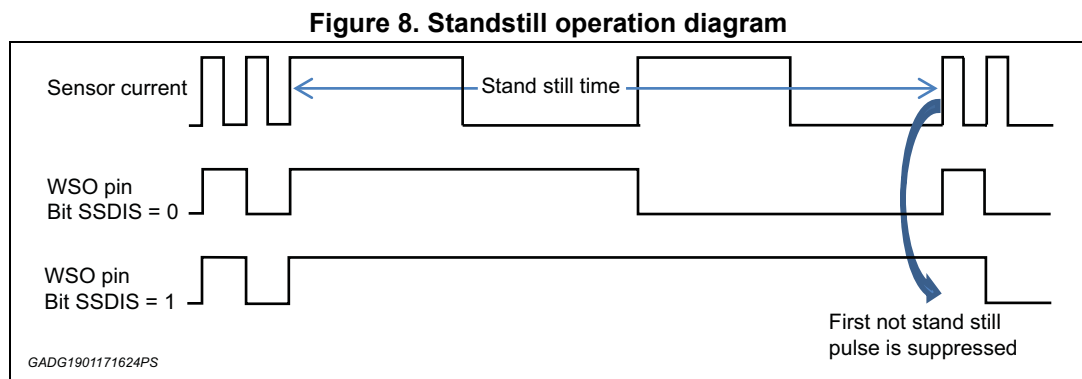 Figure 8. Standstill operation diagram
Sensor current
Stand still time
WSO pin
Bit SSDIS = 0
WSO pin
Bit SSDIS = 1
First not stand still
pulse is suppressed
GADG1901171624PS